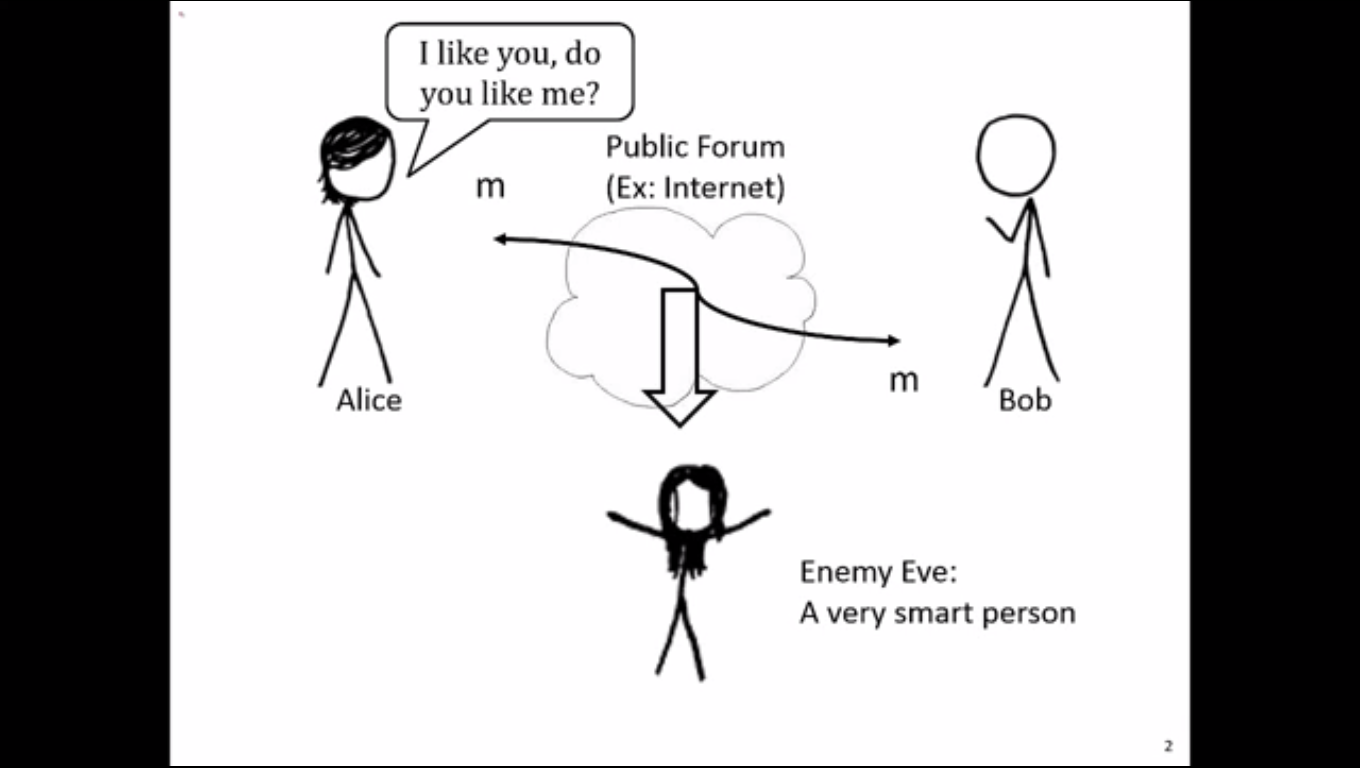 I like you, do
you like me?
Public Forum
(Ex: Internet)
m
m
Alice
Bob
Enemy Eve:
A very smart person
2